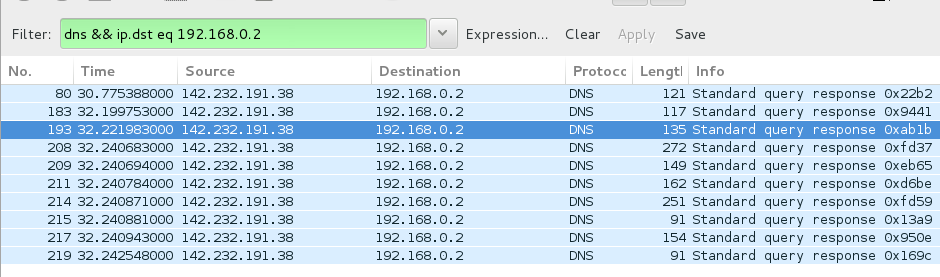 Filter: dns && ip.dst eq 192.168.0.2 Expression... Clear Apply Save
No. Time Source Destination Protocc Lengtl Info
80 30.775388000 142.232.191.38 192.168.0.2 DNS 121 Standard query response 0x22b2
183 32.199753000 142.232.191.38 192.168.0.2 DNS 117 Standard query response 0x9441
193 32.221983000 142.232.191.38 192.168.0.2 DNS 135 Standard query response 0xab1b
208 32.240683000 142.232.191.38 192.168.0.2 DNS 272 Standard query response 0xfd37
209 32.240694000 142.232.191.38 192.168.0.2 DNS 149 Standard query response 0xeb65
211 32.240784000 142.232.191.38 192.168.0.2 DNS 162 Standard query response 0xd6be
214 32.240871000 142.232.191.38 192.168.0.2 DNS 251 Standard query response 0xfd59
215 32.240881000 142.232.191.38 192.168.0.2 DNS 91 Standard query response 0x13a9
217 32.240943000 142.232.191.38 192.168.0.2 DNS 154 Standard query response 0x950e
219 32.242548000 142.232.191.38 192.168.0.2 DNS 91 Standard query response 0x169c